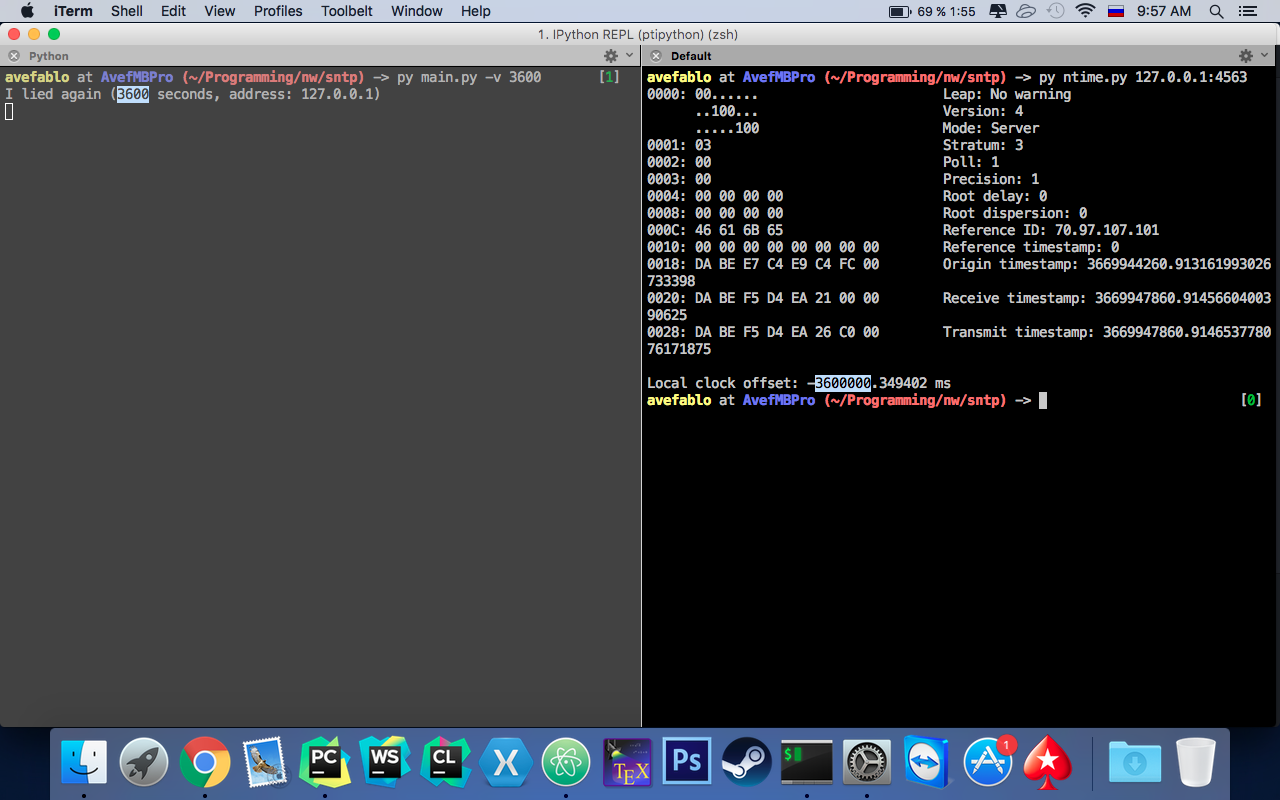 iTerm Shell Edit View Profiles Toolbelt Window Help 69 % 1:55 9:57 AM
1. IPython REPL (ptipython) (zsh)
Python
avefablo at AvefMBPro (~/Programming/nw/sntp) -> py main.py -v 3600 [1]
I lied again (3600 seconds, address: 127.0.0.1)
Default
avefablo at AvefMBPro (~/Programming/nw/sntp) -> py ntime.py 127.0.0.1:4563
0000: 00...... Leap: No warning
..100... Version: 4
.....100 Mode: Server
0001: 03 Stratum: 3
0002: 00 Poll: 1
0003: 00 Precision: 1
0004: 00 00 00 00 Root delay: 0
0008: 00 00 00 00 Root dispersion: 0
000C: 46 61 6B 65 Reference ID: 70.97.107.101
0010: 00 00 00 00 00 00 00 00 Reference timestamp: 0
0018: DA BE E7 C4 E9 C4 FC 00 Origin timestamp: 3669944260.913161993026
733398
0020: DA BE F5 D4 EA 21 00 00 Receive timestamp: 3669947860.91456604003
90625
0028: DA BE F5 D4 EA 26 C0 00 Transmit timestamp: 3669947860.9146537780
76171875
Local clock offset: -3600000.349402 ms
avefablo at AvefMBPro (~/Programming/nw/sntp) -> [0]
PC WS CL X TEX Ps $ 1